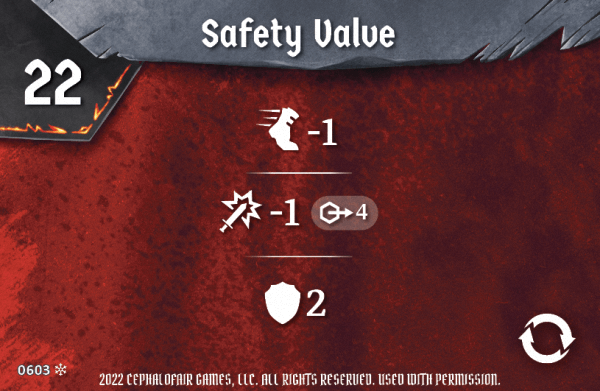 Safety Valve
22
-1
-1 4
2
0603
2022 CEPHALOFAIR GAMES, LLC. ALL RIGHTS RESERVED. USED WITH PERMISSION.